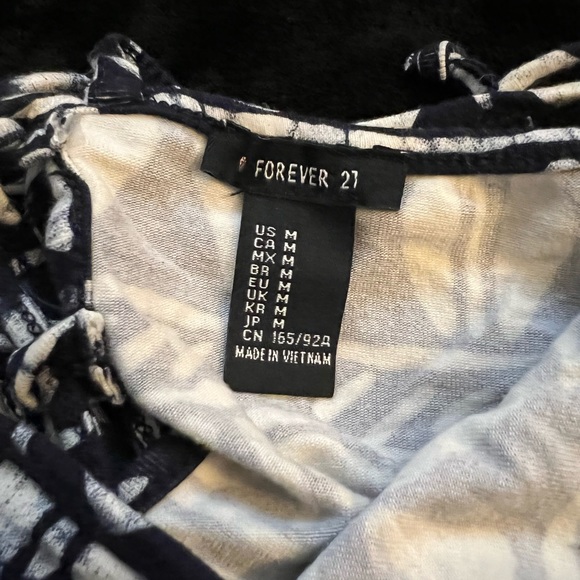 FOREVER 21
US M
CA M
MX M
BR M
EU M
UK M
KR M
JP M
CN 165/92A
MADE IN VIETNAM